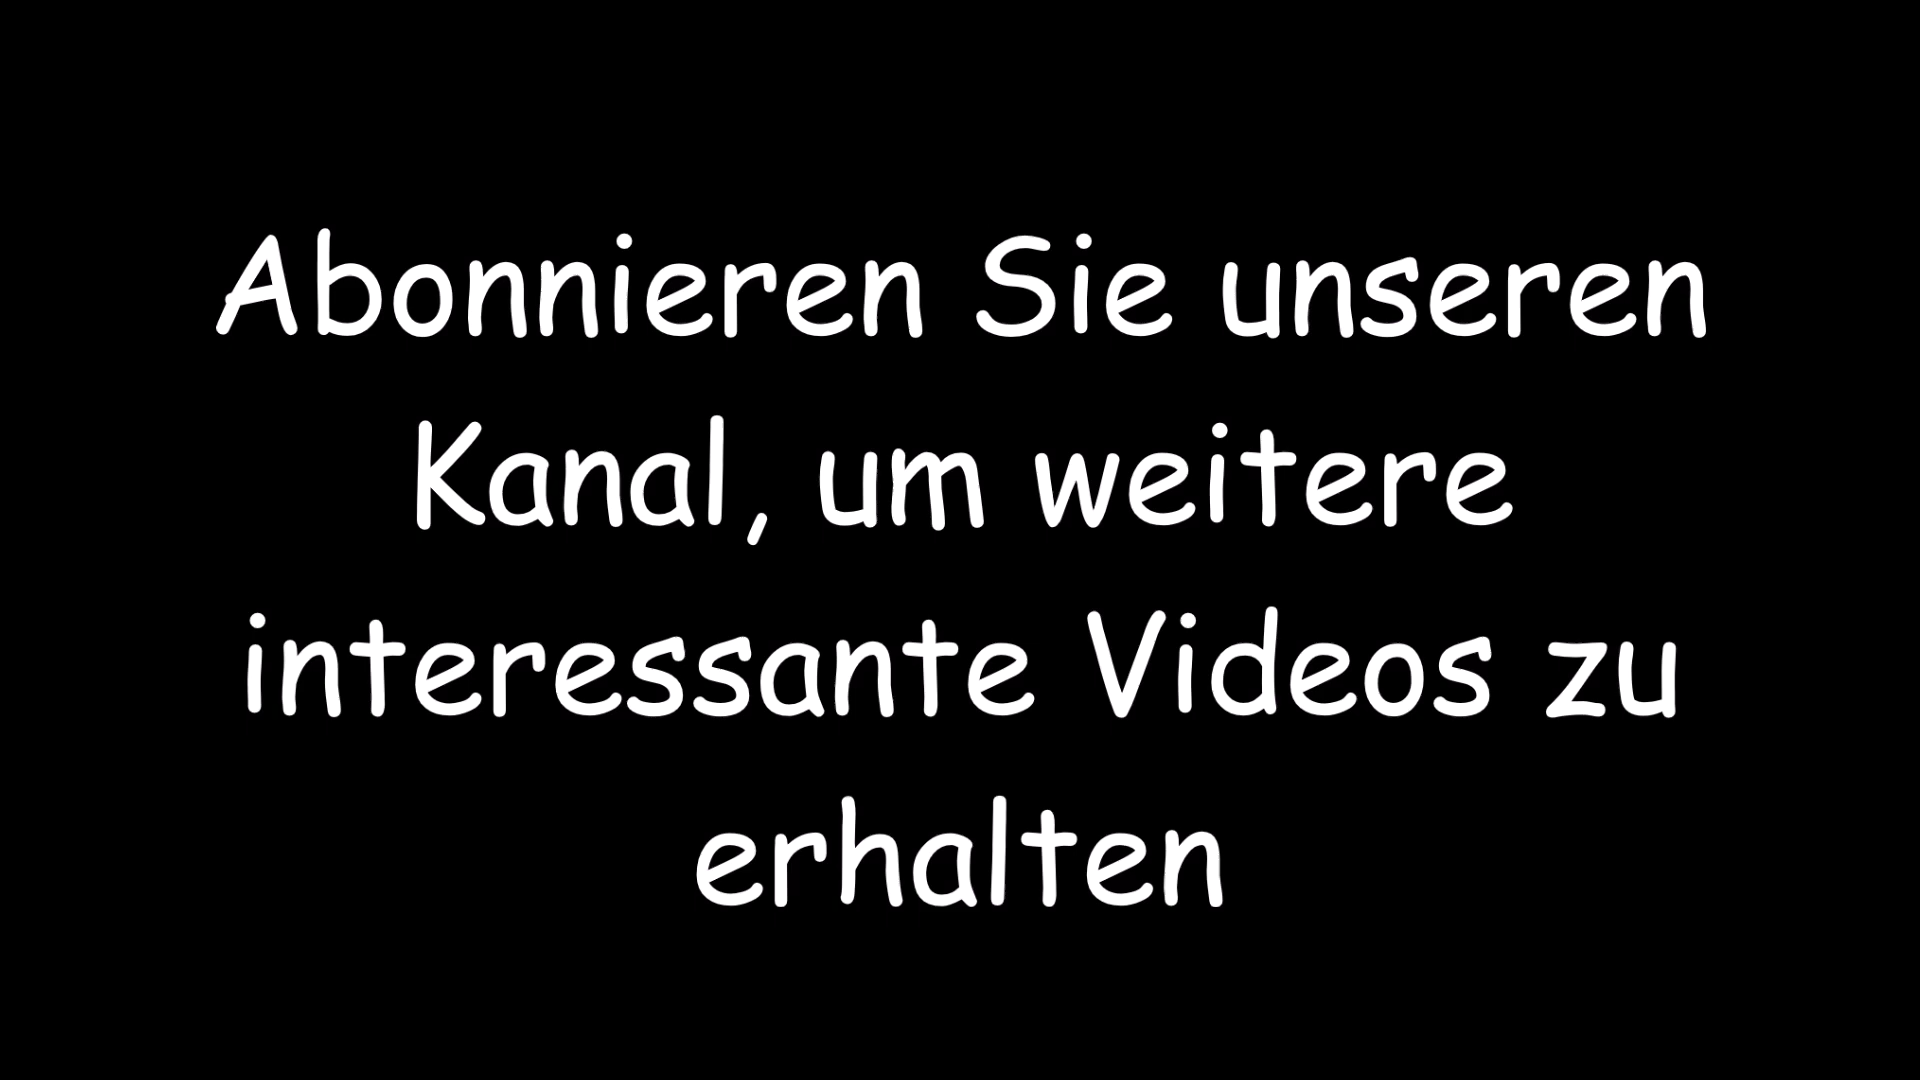 Abonnieren Sie unseren
Kanal, um weitere
interessante Videos zu
erhalten